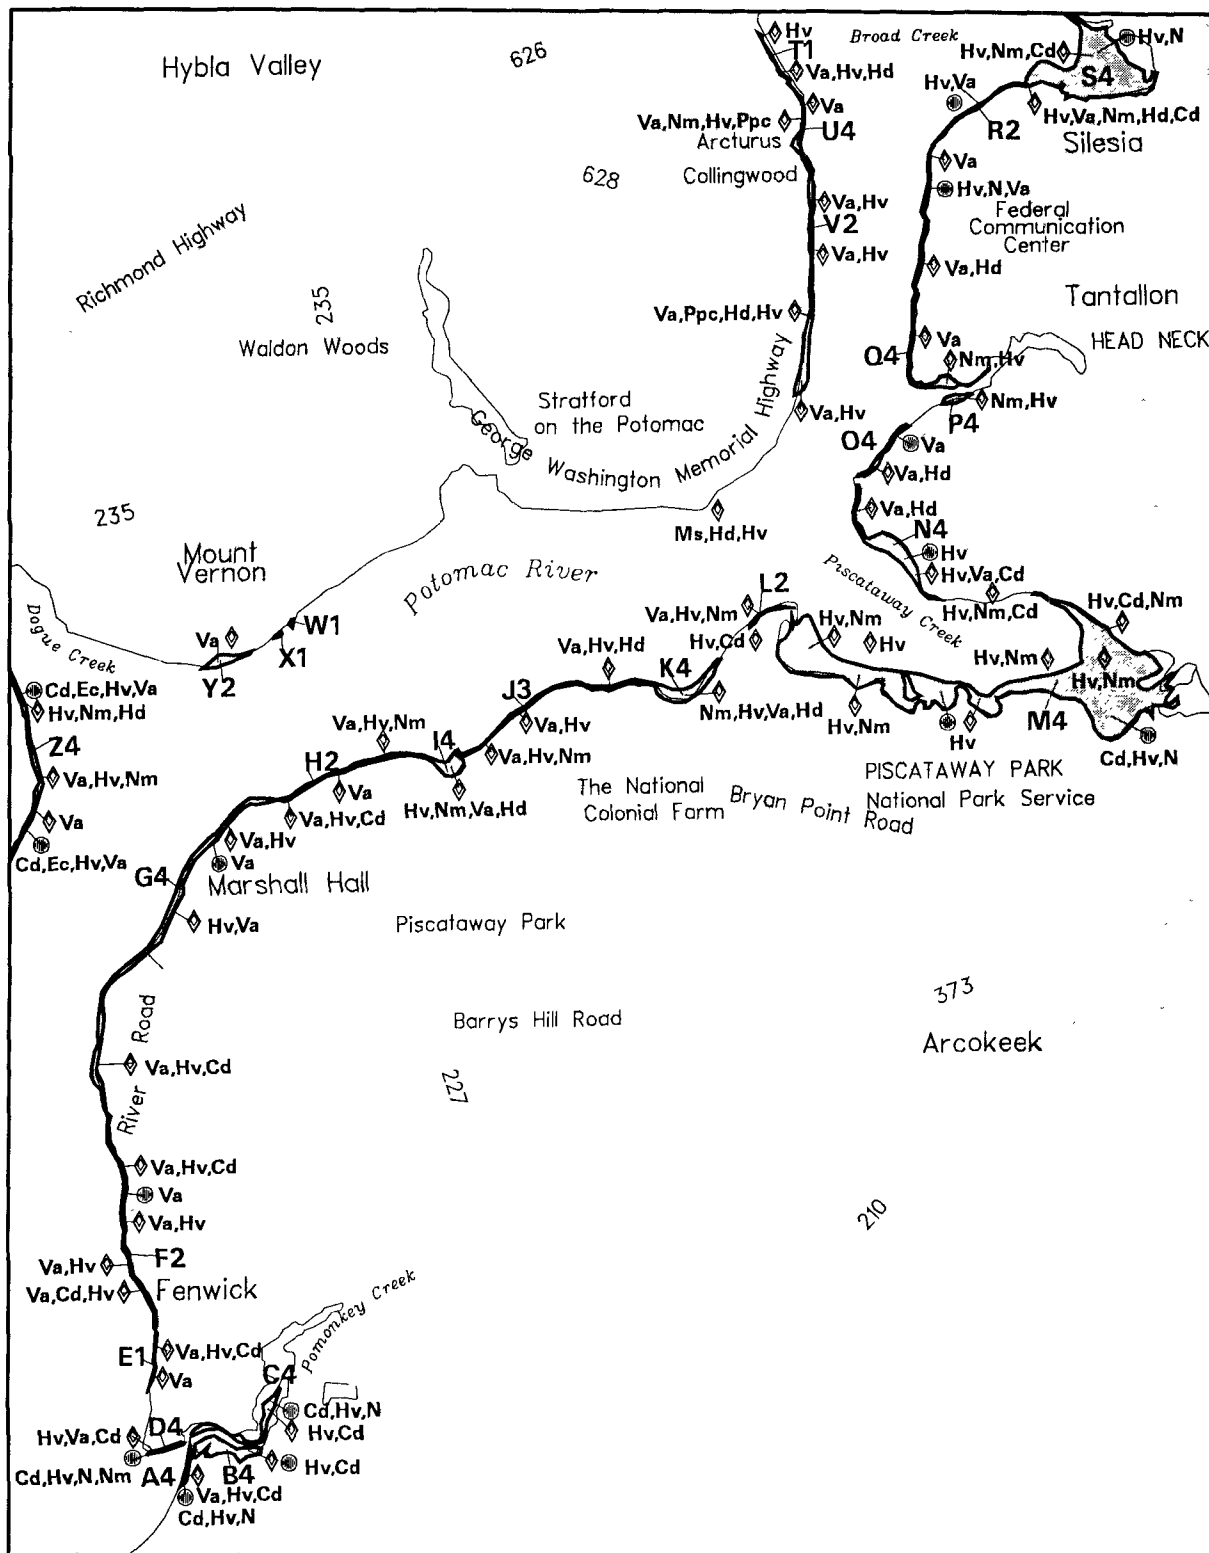 Hv
Broad Creek
Hv,N
Hybla Valley
626
T1
Hv,Nm,Cd
S4
Va,Hv,Hd
Hv,Va
Va
Va,Nm,Hv,Ppc
U4
R2
Hv,Va,Nm,Hd,Cd
Arcturus
Silesia
628
Collingwood
Va
Va,Hv
Hv,N,Va
V2
Federal
Communication
Center
Richmond Highway
Va,Hv
Va,Hd
235
Tantallon
Va,Ppc,Hd,Hv
Waldon Woods
Va
HEAD NECK
Q4
Nm,Hv
Stratford
on the Potomac
Va,Hv
Nm,Hv
P4
George Washington Memorial Highway
O4
Va
Va,Hd
235
Ms,Hd,Hv
Va,Hd
N4
Mount
Vernon
Potomac River
Hv
Piscataway Creek
Hv,Va,Cd
L2
Dogue Creek
Va,Hv,Nm
Hv,Nm
Hv,Nm,Cd
Hv,Cd,Nm
W1
Va
X1
Hv,Cd
Hv
Va,Hv,Hd
Y2
K4
Hv,Nm
Hv,Nm
Cd,Ec,Hv,Va
J3
Hv,Nm,Hd
Nm,Hv,Va,Hd
Hv,Nm
M4
Va,Hv,Nm
Va,Hv
Hv
Z4
I4
Va,Hv,Nm
Cd,Hv,N
H2
PISCATAWAY PARK
Va,Hv,Nm
Va
Hv,Nm,Va,Hd
The National
Colonial Farm
Bryan Point Road
National Park Service
Va
Va,Hv,Cd
Va,Hv
Cd,Ec,Hv,Va
Va
G4
Marshall Hall
Hv,Va
Piscataway Park
373
River Road
Barrys Hill Road
Arcokeek
Va,Hv,Cd
227
Va,Hv,Cd
Va
Va,Hv
210
F2
Va,Hv
Va,Cd,Hv
Fenwick
Pomonkey Creek
E1
Va,Hv,Cd
Va
C4
Cd,Hv,N
D4
Hv,Va,Cd
Hv,Cd
Cd,Hv,N,Nm
A4
B4
Hv,Cd
Va,Hv,Cd
Cd,Hv,N